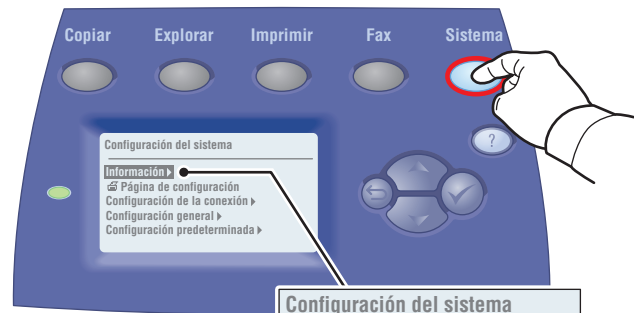 Copiar Explorar Imprimir Fax Sistema
Configuración del sistema
Información
Página de configuración
Configuración de la conexión
Configuración general
Configuración predeterminada
?
Configuración del sistema